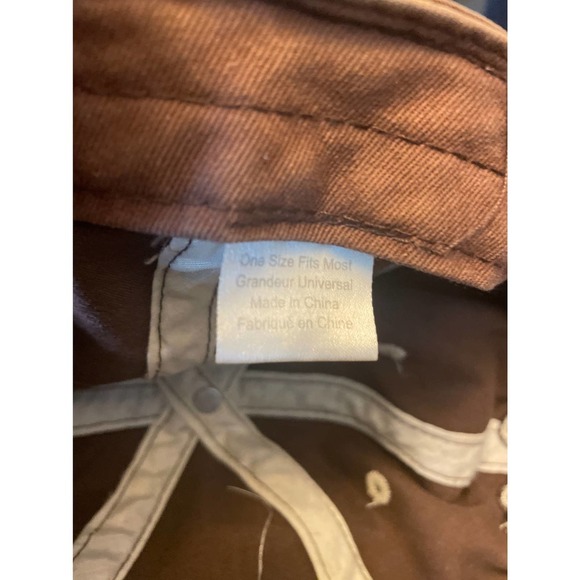 One Size Fits Most
Grandeur Universal
Made in China
Fabriqué en Chine